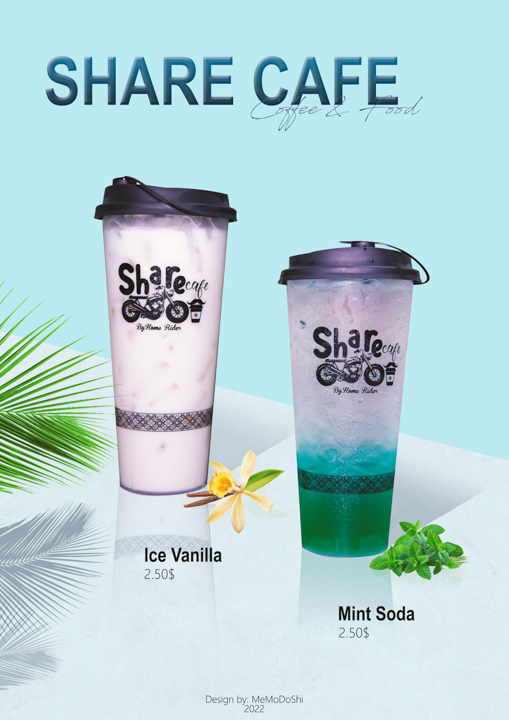 SHARE CAFE
Coffee & Food
Share cafe
By Home Rider
Share cafe
By Home Rider
Ice Vanilla
2.50$
Mint Soda
2.50$
Design by: MeMoDoShi
2022